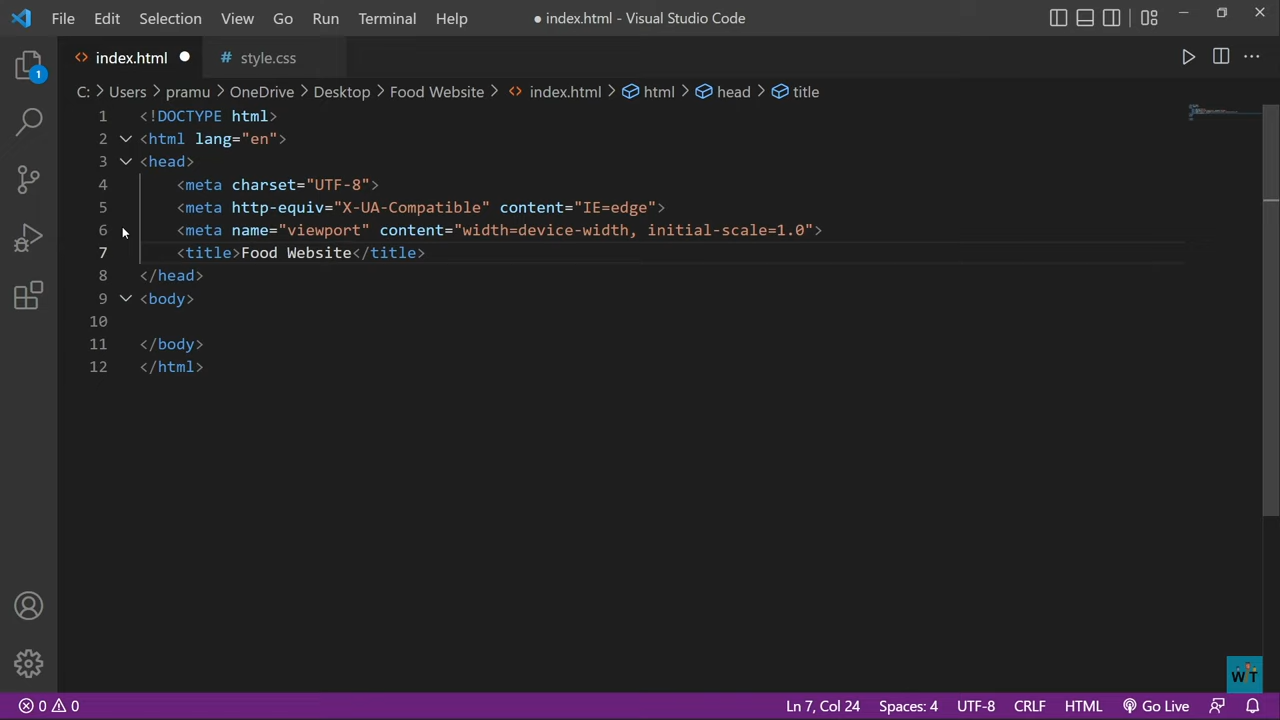 File Edit Selection View Go Run Terminal Help ● index.html - Visual Studio Code
index.html ● # style.css
C: > Users > pramu > OneDrive > Desktop > Food Website > index.html > html > head > title
1 <!DOCTYPE html>
2 <html lang="en">
3 <head>
4 <meta charset="UTF-8">
5 <meta http-equiv="X-UA-Compatible" content="IE=edge">
6 <meta name="viewport" content="width=device-width, initial-scale=1.0">
7 <title>Food Website</title>
8 </head>
9 <body>
10
11 </body>
12 </html>
1
WT
0 0 Ln 7, Col 24 Spaces: 4 UTF-8 CRLF HTML Go Live